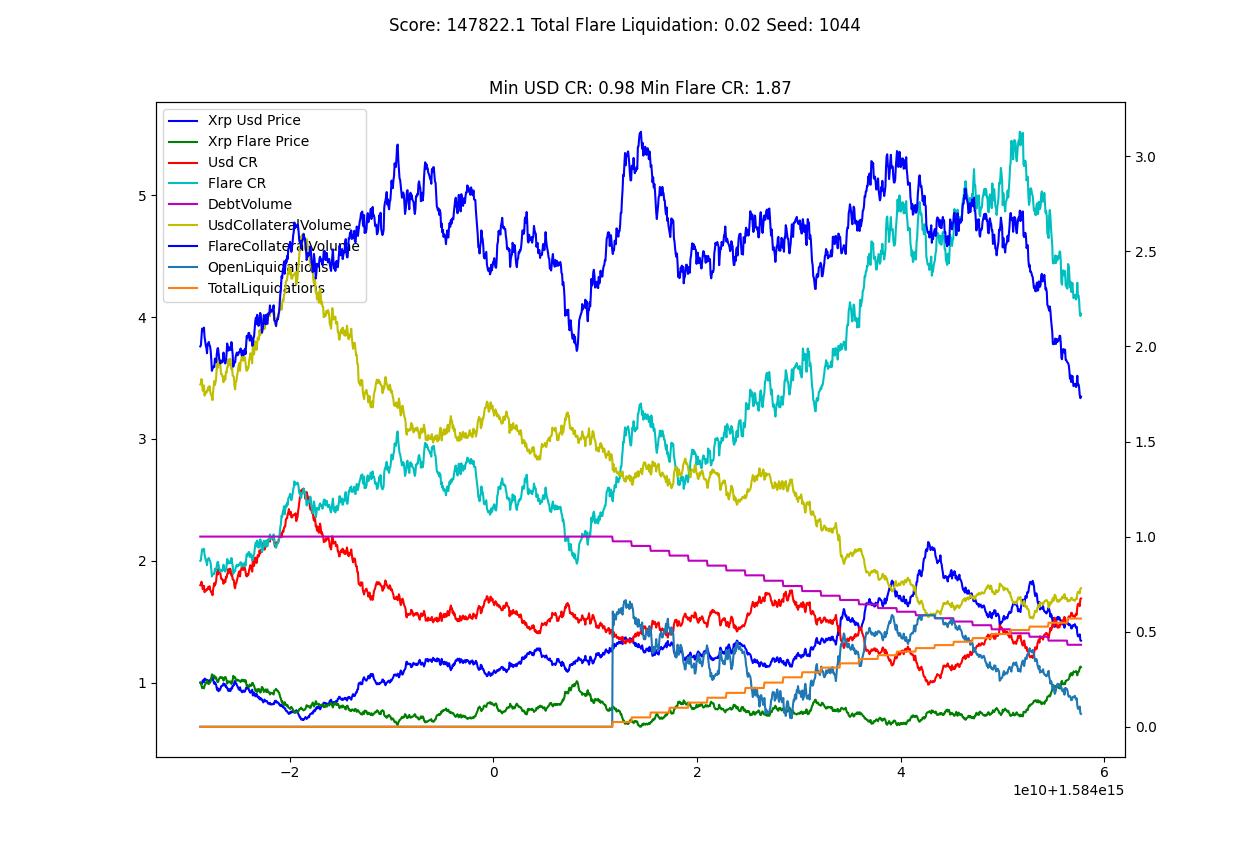 Score: 147822.1 Total Flare Liquidation: 0.02 Seed: 1044
Min USD CR: 0.98 Min Flare CR: 1.87
Xrp Usd Price
Xrp Flare Price
Usd CR
Flare CR
DebtVolume
UsdCollateralVolume
FlareCollateralVolume
OpenLiquidations
TotalLiquidations
5
4
3
2
1
3.0
2.5
2.0
1.5
1.0
0.5
0.0
−2 0 2 4 6
1e10+1.584e15